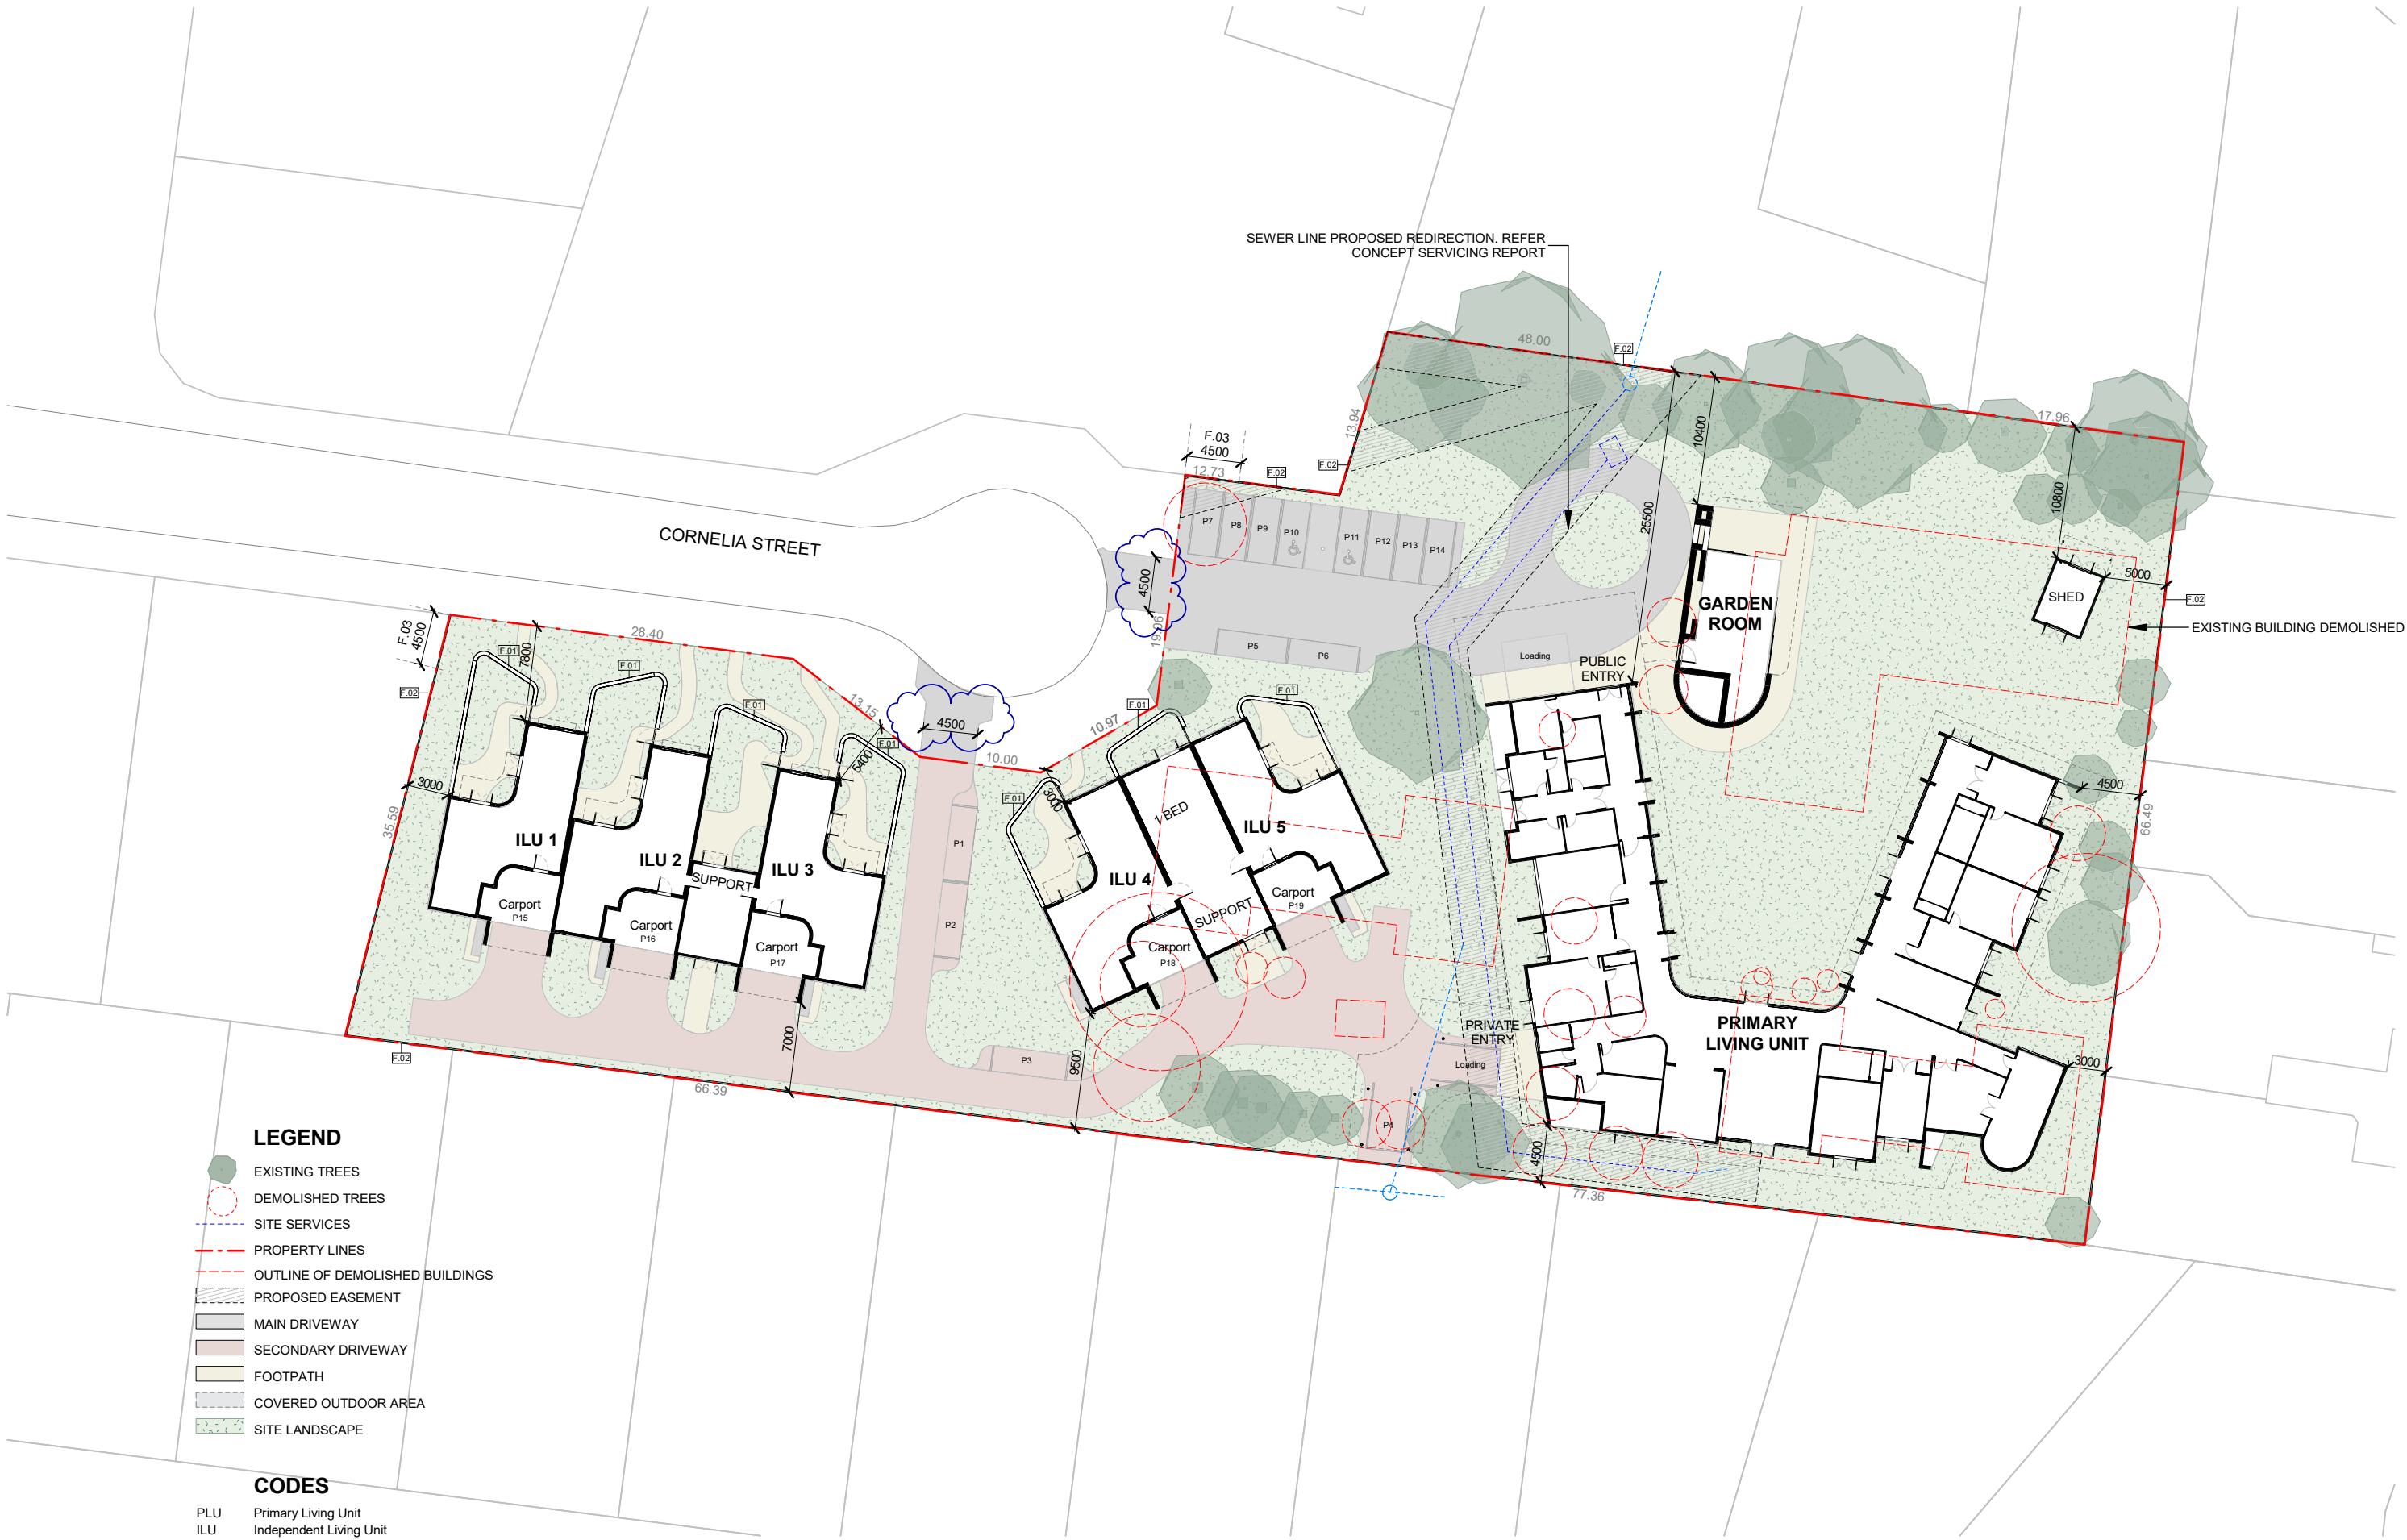 SEWER LINE PROPOSED REDIRECTION. REFER
CONCEPT SERVICING REPORT
48.00
F.02
17.96
13.94
10400
25500
10800
F.03
4500
12.73
F.02
F.02
CORNELIA STREET
P7
P8
P9
P10
P11
P12
P13
P14
4500
19.06
P5
P6
Loading
PUBLIC
ENTRY
GARDEN
ROOM
SHED
5000
F.02
EXISTING BUILDING DEMOLISHED
F.03
4500
28.40
F.01
7800
F.01
F.02
F.01
13.15
F.01
5400
4500
10.00
10.97
F.01
F.01
F.01
3000
3000
35.59
4500
66.49
ILU 1
ILU 2
ILU 3
SUPPORT
Carport
P15
Carport
P16
Carport
P17
P1
P2
P3
1 BED
ILU 4
ILU 5
SUPPORT
Carport
P18
Carport
P19
PRIVATE
ENTRY
Loading
P4
PRIMARY
LIVING UNIT
3000
7000
9500
4500
F.02
66.39
77.36
LEGEND
EXISTING TREES
DEMOLISHED TREES
SITE SERVICES
PROPERTY LINES
OUTLINE OF DEMOLISHED BUILDINGS
PROPOSED EASEMENT
MAIN DRIVEWAY
SECONDARY DRIVEWAY
FOOTPATH
COVERED OUTDOOR AREA
SITE LANDSCAPE
CODES
PLU Primary Living Unit
ILU Independent Living Unit